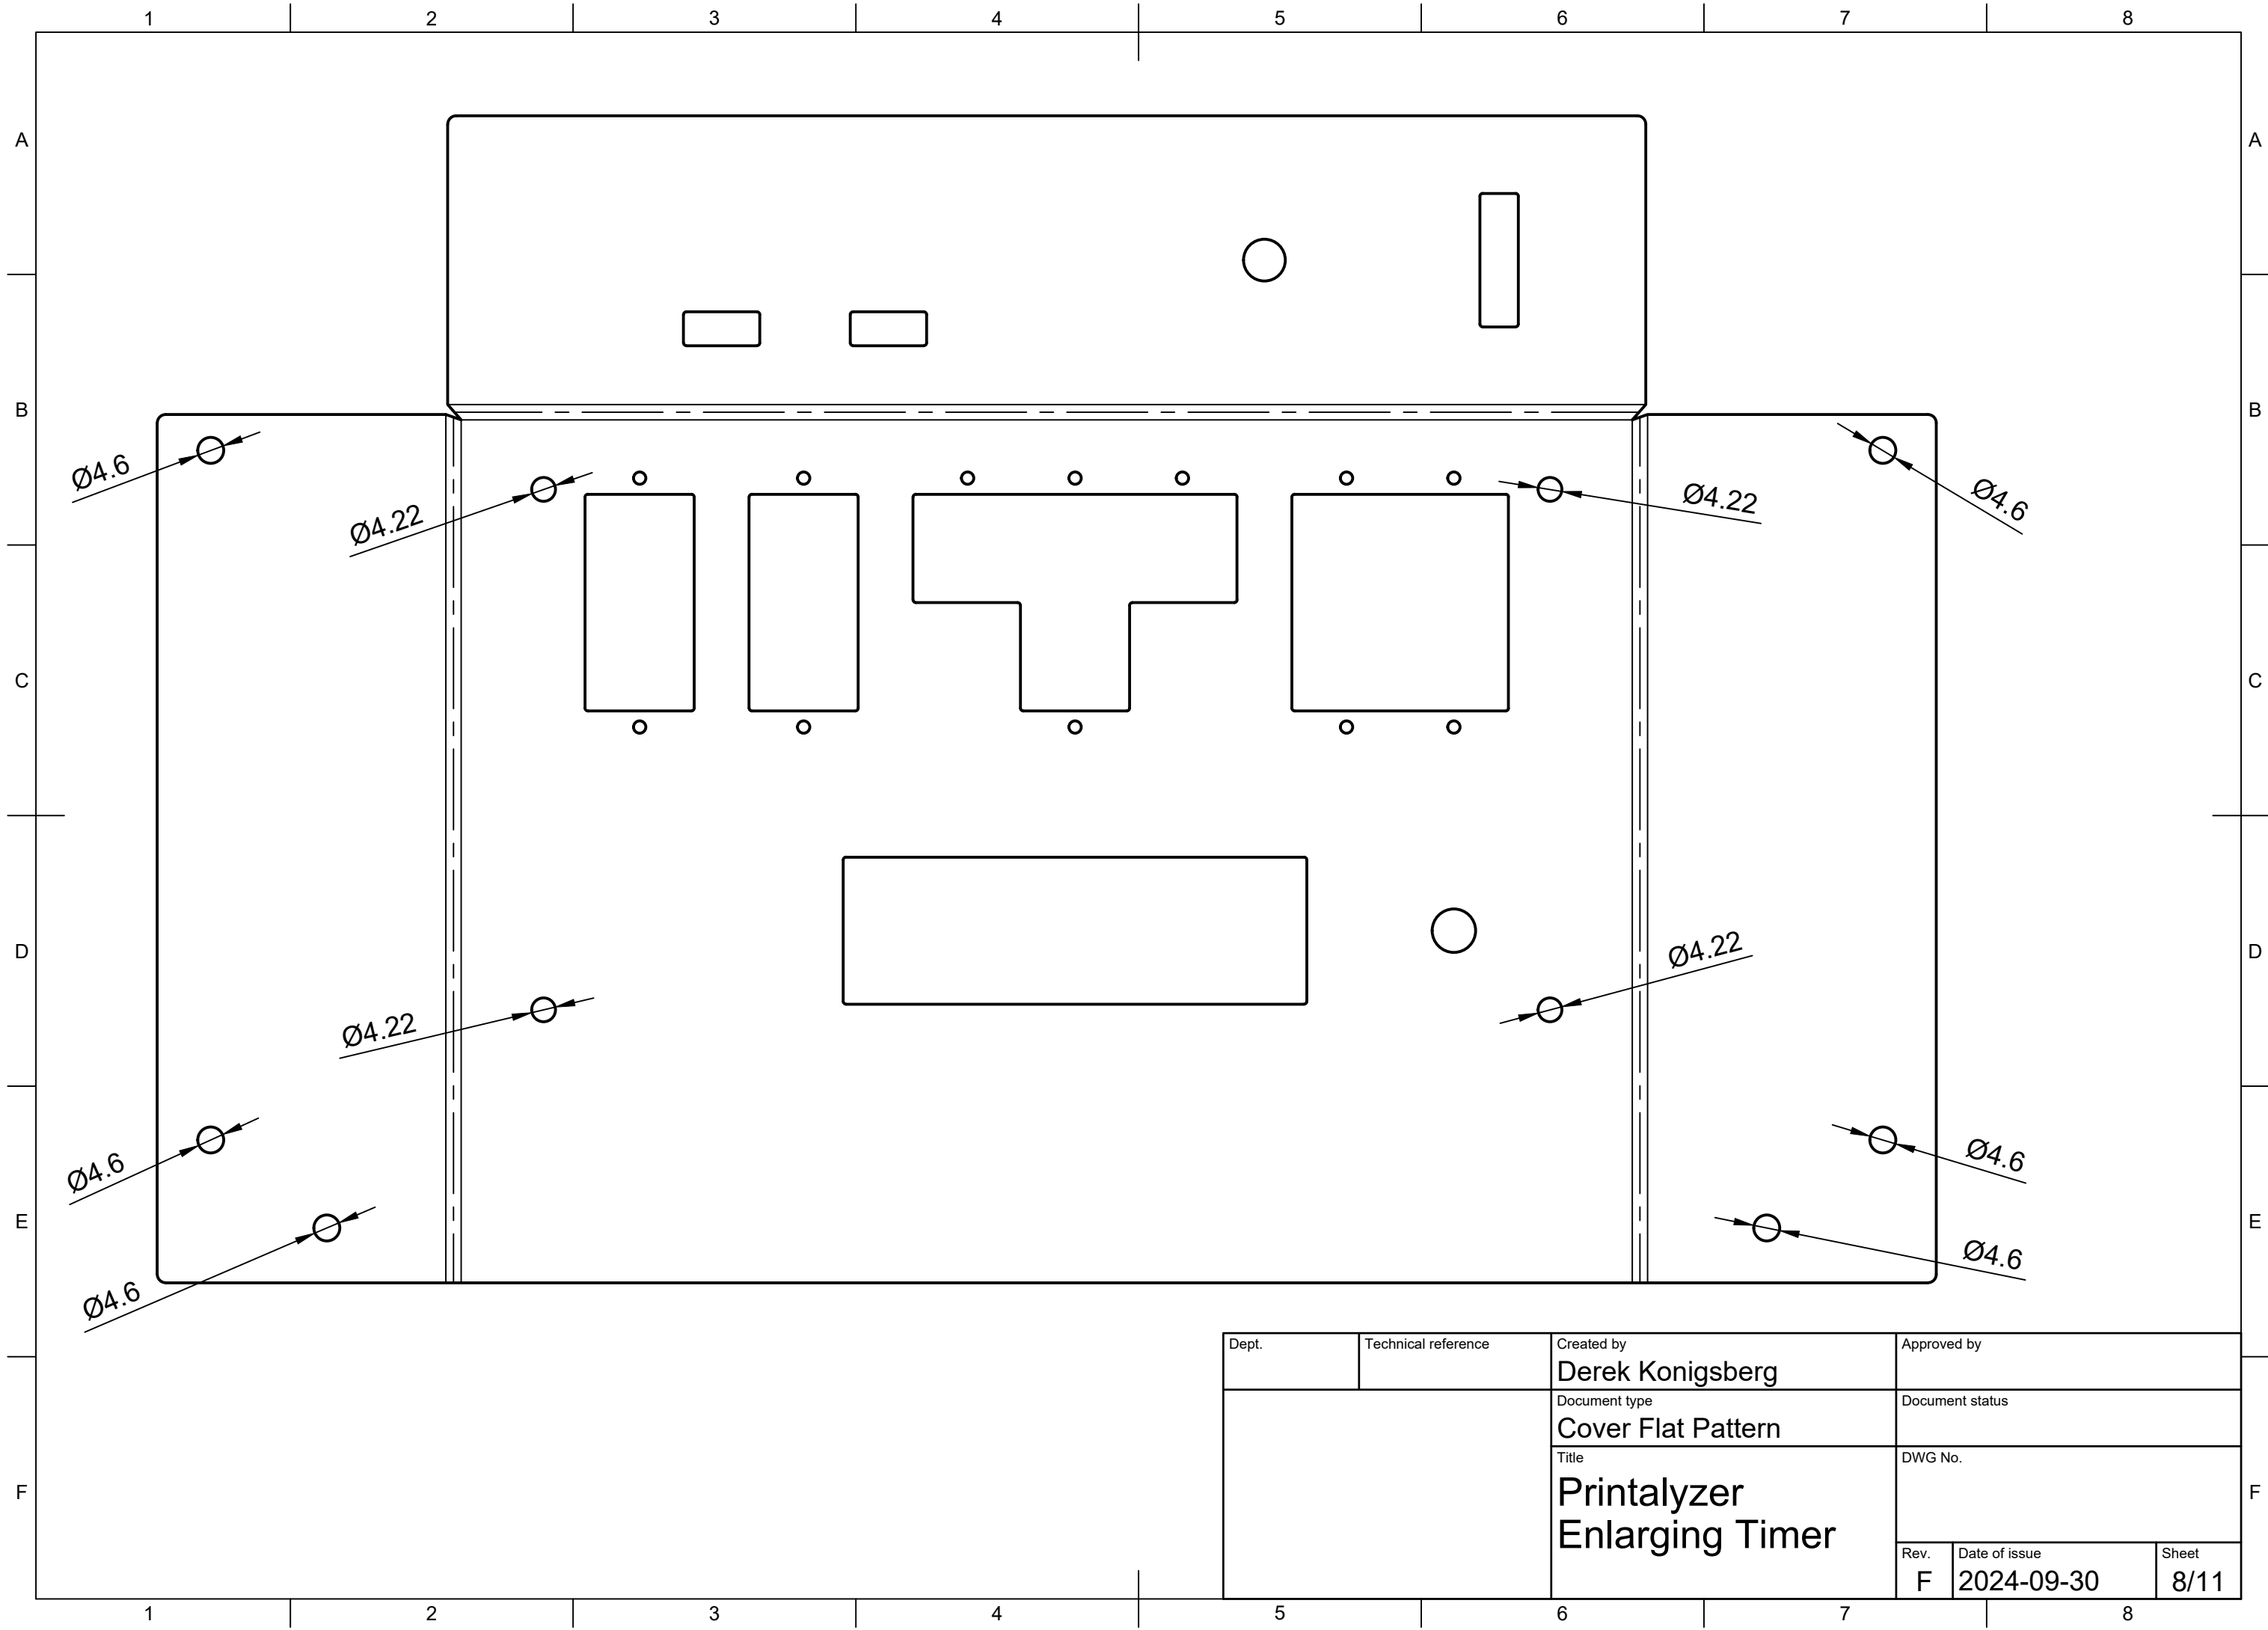 1 2 3 4 5 6 7 8
A A
B B
Ø4.6
Ø4.22
Ø4.22
Ø4.6
C C
D D
Ø4.22
Ø4.22
Ø4.6
Ø4.6
E E
Ø4.6
Ø4.6
Dept.
Technical reference
Created by
Derek Konigsberg
Approved by
Document type
Cover Flat Pattern
Document status
Title
Printalyzer
Enlarging Timer
DWG No.
F F
Rev.
F
Date of issue
2024-09-30
Sheet
8/11
1 2 3 4 5 6 7 8